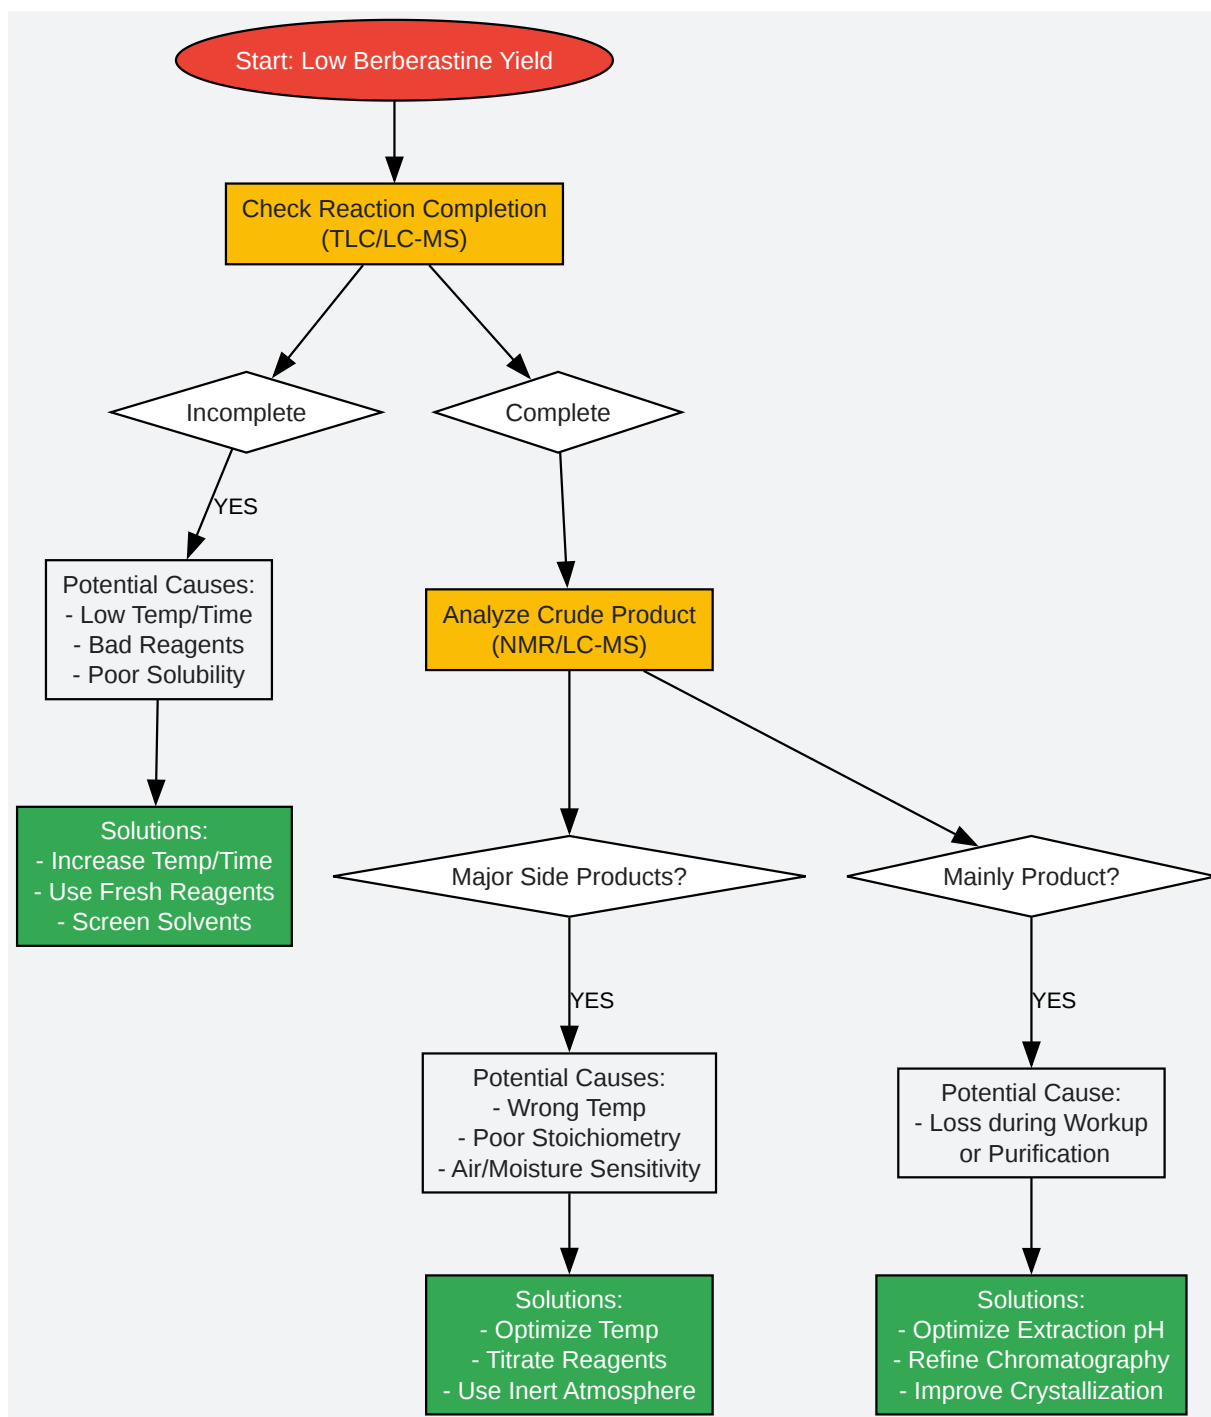 Start: Low Berberastine Yield
Check Reaction Completion
(TLC/LC-MS)
Incomplete
Complete
YES
Potential Causes:
- Low Temp/Time
- Bad Reagents
- Poor Solubility
Analyze Crude Product
(NMR/LC-MS)
Solutions:
- Increase Temp/Time
- Use Fresh Reagents
- Screen Solvents
Major Side Products?
Mainly Product?
YES
YES
Potential Causes:
- Wrong Temp
- Poor Stoichiometry
- Air/Moisture Sensitivity
Potential Cause:
- Loss during Workup
or Purification
Solutions:
- Optimize Temp
- Titrate Reagents
- Use Inert Atmosphere
Solutions:
- Optimize Extraction pH
- Refine Chromatography
- Improve Crystallization